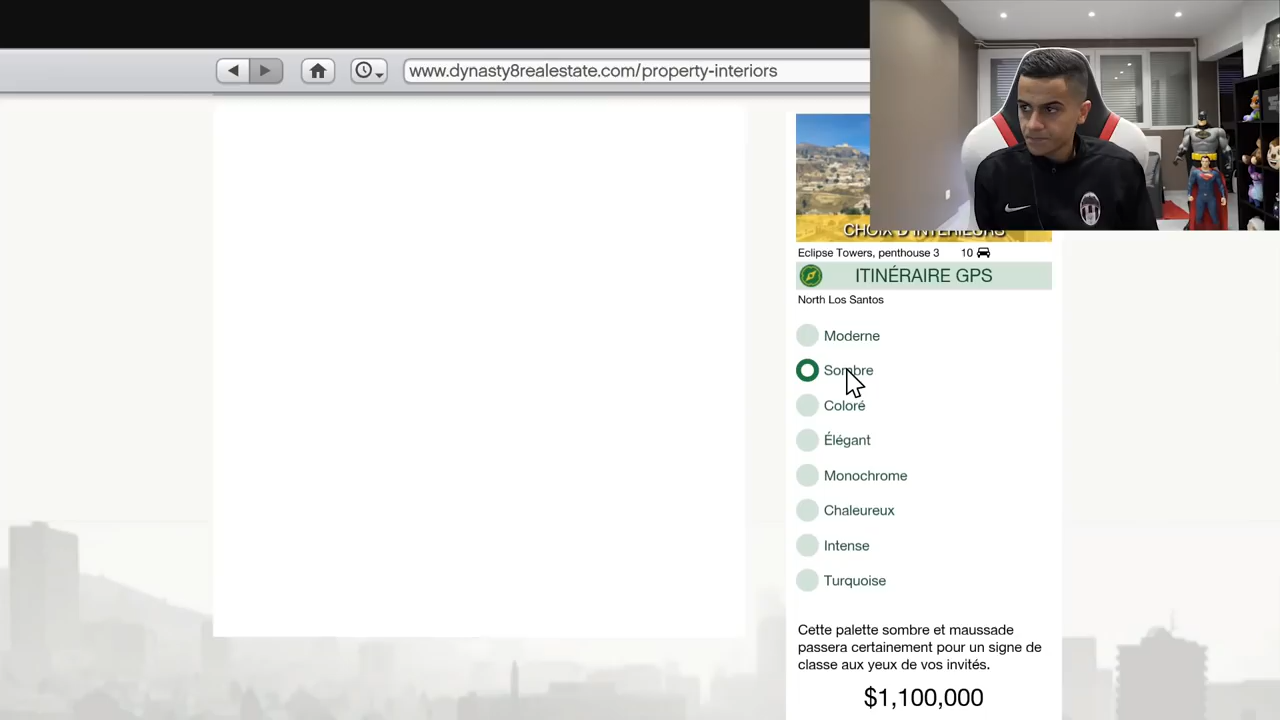 www.dynasty8realestate.com/property-interiors
CHOIX D'INTÉRIEURS
Eclipse Towers, penthouse 3 10
ITINÉRAIRE GPS
North Los Santos
Moderne
Sombre
Coloré
Élégant
Monochrome
Chaleureux
Intense
Turquoise
Cette palette sombre et maussade
passera certainement pour un signe de
classe aux yeux de vos invités.
$1,100,000